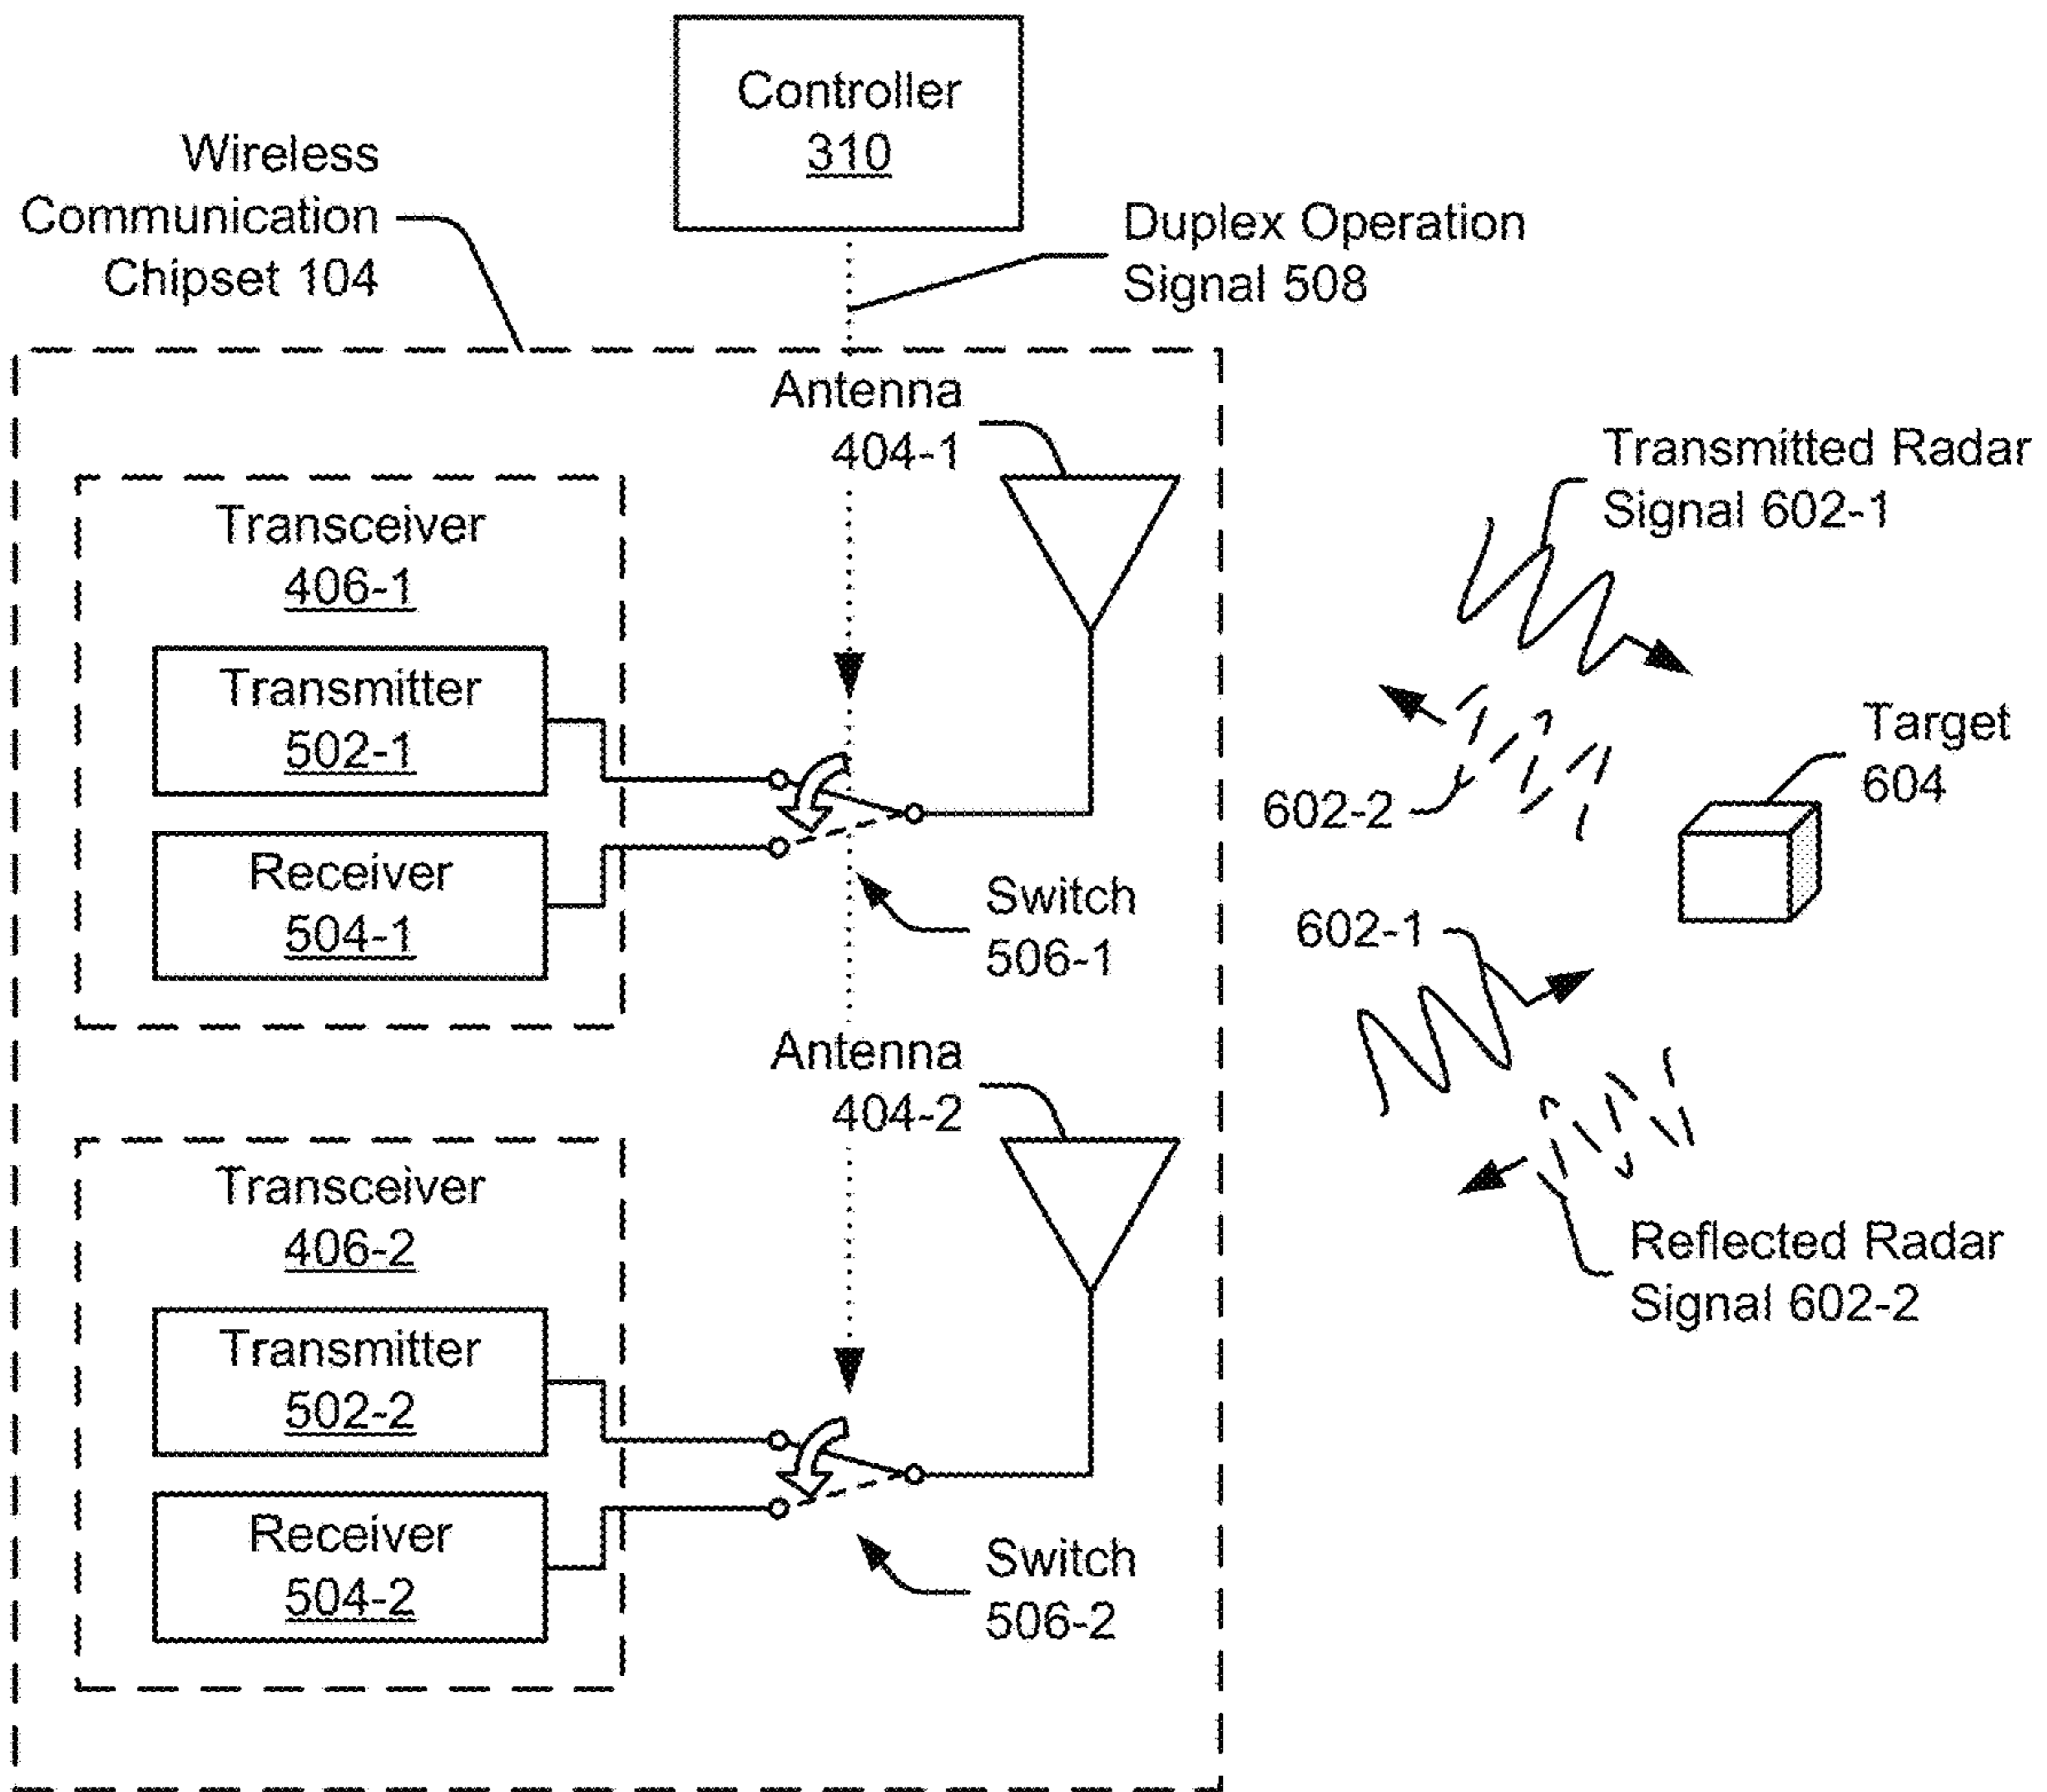 Controller
310
Wireless
Communication
Chipset 104
Duplex Operation
Signal 508
Antenna
404-1
Transmitted Radar
Signal 602-1
Transceiver
406-1
Transmitter
502-1
Target
604
602-2
Receiver
504-1
Switch
506-1
602-1
Antenna
404-2
Transceiver
406-2
Reflected Radar
Signal 602-2
Transmitter
502-2
Receiver
504-2
Switch
506-2